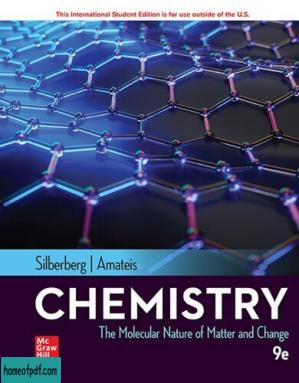 This International Student Edition is for use outside of the U.S.
Silberberg | Amateis
CHEMISTRY
The Molecular Nature of Matter and Change
9e
Mc
Graw
Hill
homeofpdf.com